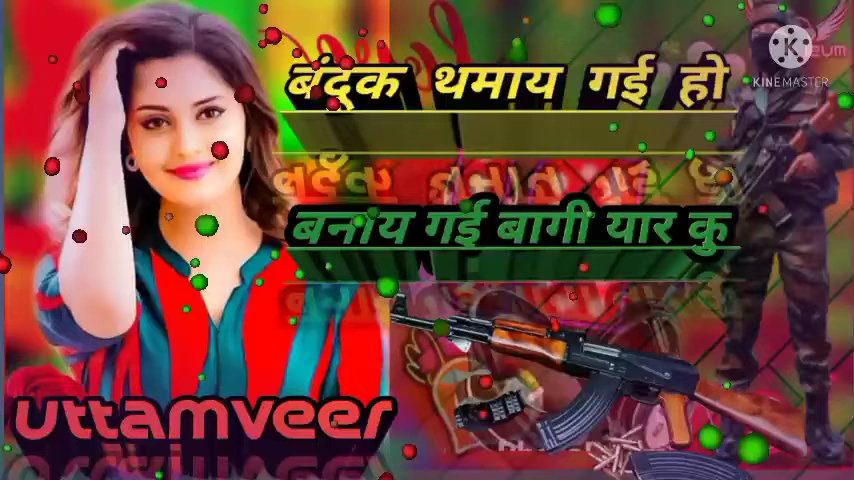 बंदूक थमाय गई हो
बनाय गई बागी यार कु
KINEMASTER
uttamveer